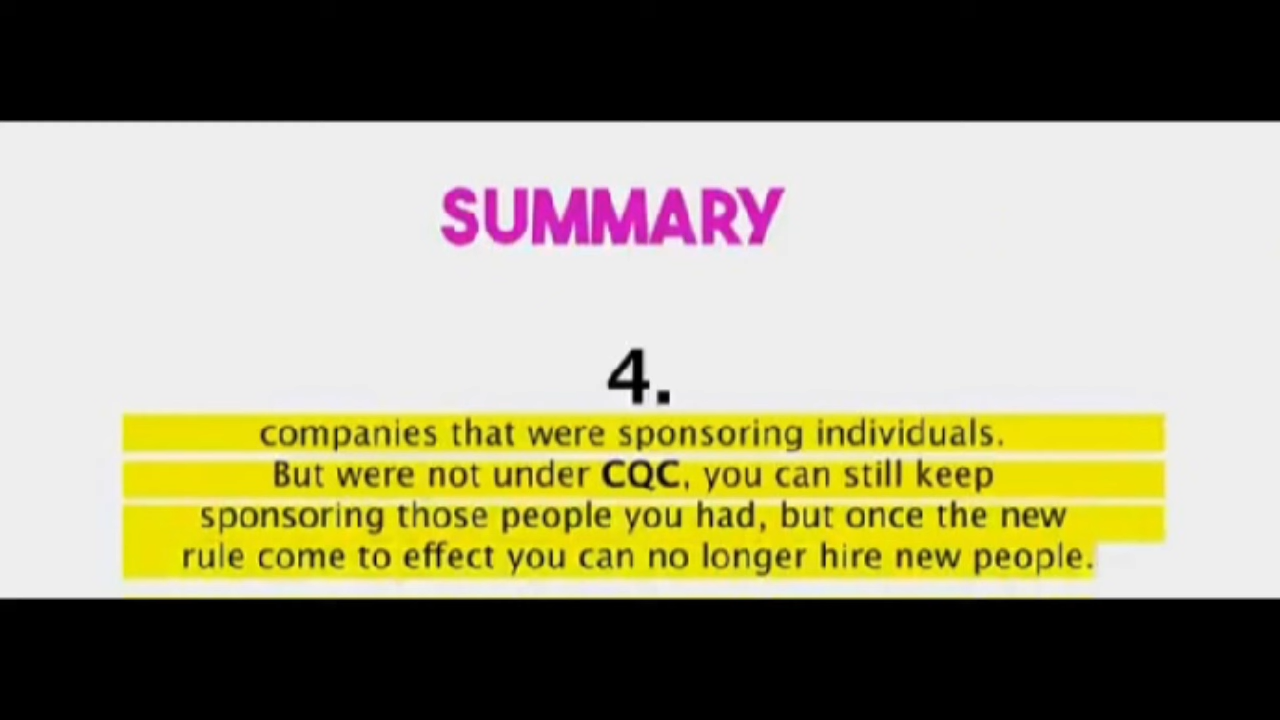 SUMMARY
4.
companies that were sponsoring individuals.
But were not under CQC, you can still keep
sponsoring those people you had, but once the new
rule come to effect you can no longer hire new people.